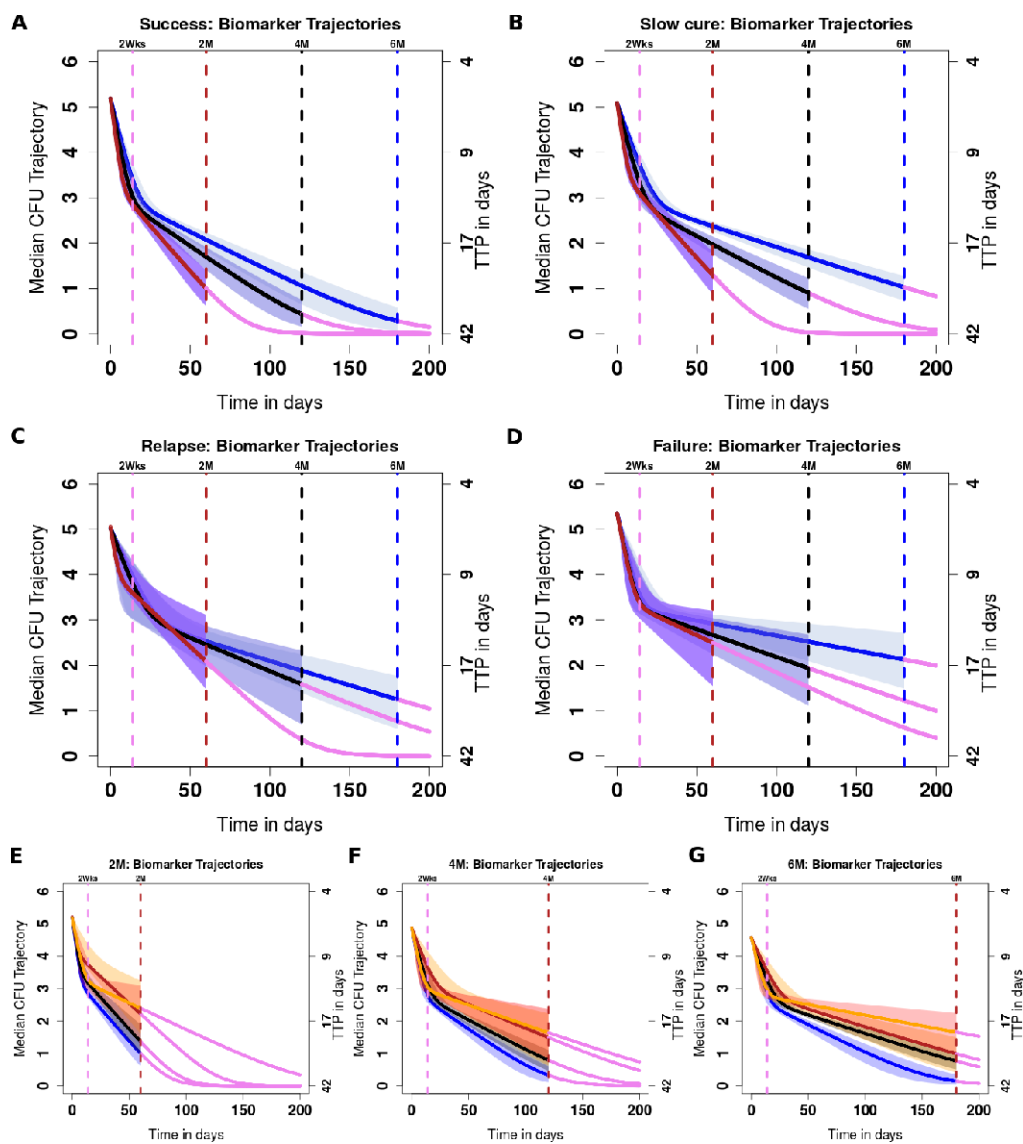 A
Success: Biomarker Trajectories
2Wks 2M 4M 6M
Median CFU Trajectory
6
5
4
3
2
1
0
4
9
17
42
TTP in days
0 50 100 150 200
Time in days
B
Slow cure: Biomarker Trajectories
2Wks 2M 4M 6M
Median CFU Trajectory
6
5
4
3
2
1
0
4
9
17
42
TTP in days
0 50 100 150 200
Time in days
C
Relapse: Biomarker Trajectories
2Wks 2M 4M 6M
Median CFU Trajectory
6
5
4
3
2
1
0
4
9
17
42
TTP in days
0 50 100 150 200
Time in days
D
Failure: Biomarker Trajectories
2Wks 2M 4M 6M
Median CFU Trajectory
6
5
4
3
2
1
0
4
9
17
42
TTP in days
0 50 100 150 200
Time in days
E
2M: Biomarker Trajectories
2Wks 2M
Median CFU Trajectory
6
5
4
3
2
1
0
4
9
17
42
TTP in days
0 50 100 150 200
Time in days
F
4M: Biomarker Trajectories
2Wks 4M
Median CFU Trajectory
6
5
4
3
2
1
0
4
9
17
42
TTP in days
0 50 100 150 200
Time in days
G
6M: Biomarker Trajectories
2Wks 6M
Median CFU Trajectory
6
5
4
3
2
1
0
4
9
17
42
TTP in days
0 50 100 150 200
Time in days